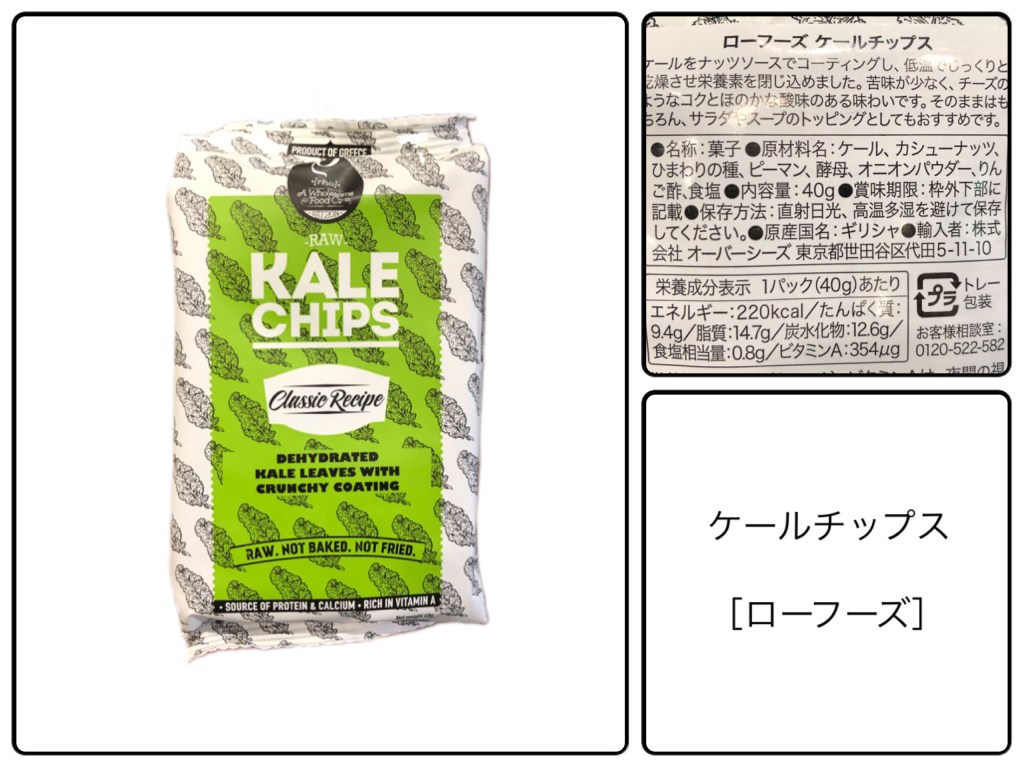 PRODUCT OF GREECE
·[rho]·
A Wholesome
Food Co
-RAW-
KALE
CHIPS
Classic Recipe
DEHYDRATED
KALE LEAVES WITH
CRUNCHY COATING
RAW. NOT BAKED. NOT FRIED.
• SOURCE OF PROTEIN & CALCIUM • RICH IN VITAMIN A
Net weight
ローフーズ ケールチップス
ケールをナッツソースでコーティングし、低温でじっくりと
乾燥させ栄養素を閉じ込めました。苦味が少なく、チーズの
ようなコクとほのかな酸味のある味わいです。そのままはも
ちろん、サラダやスープのトッピングとしてもおすすめです。
●名称：菓子 ●原材料名：ケール、カシューナッツ、
ひまわりの種、ピーマン、酵母、オニオンパウダー、りん
ご酢、食塩●内容量：40g●賞味期限：枠外下部に
記載●保存方法：直射日光、高温多湿を避けて保存
してください。●原産国名：ギリシャ●輸入者：株式
会社 オーバーシーズ 東京都世田谷区代田5-11-10
栄養成分表示 1パック(40g)あたり
エネルギー：220kcal／たんぱく質：
9.4g／脂質：14.7g／炭水化物：12.6g／
食塩相当量：0.8g／ビタミンA：354μg
プラ
トレー
包装
お客様相談室：
0120-522-582
ケールチップス
［ローフーズ］